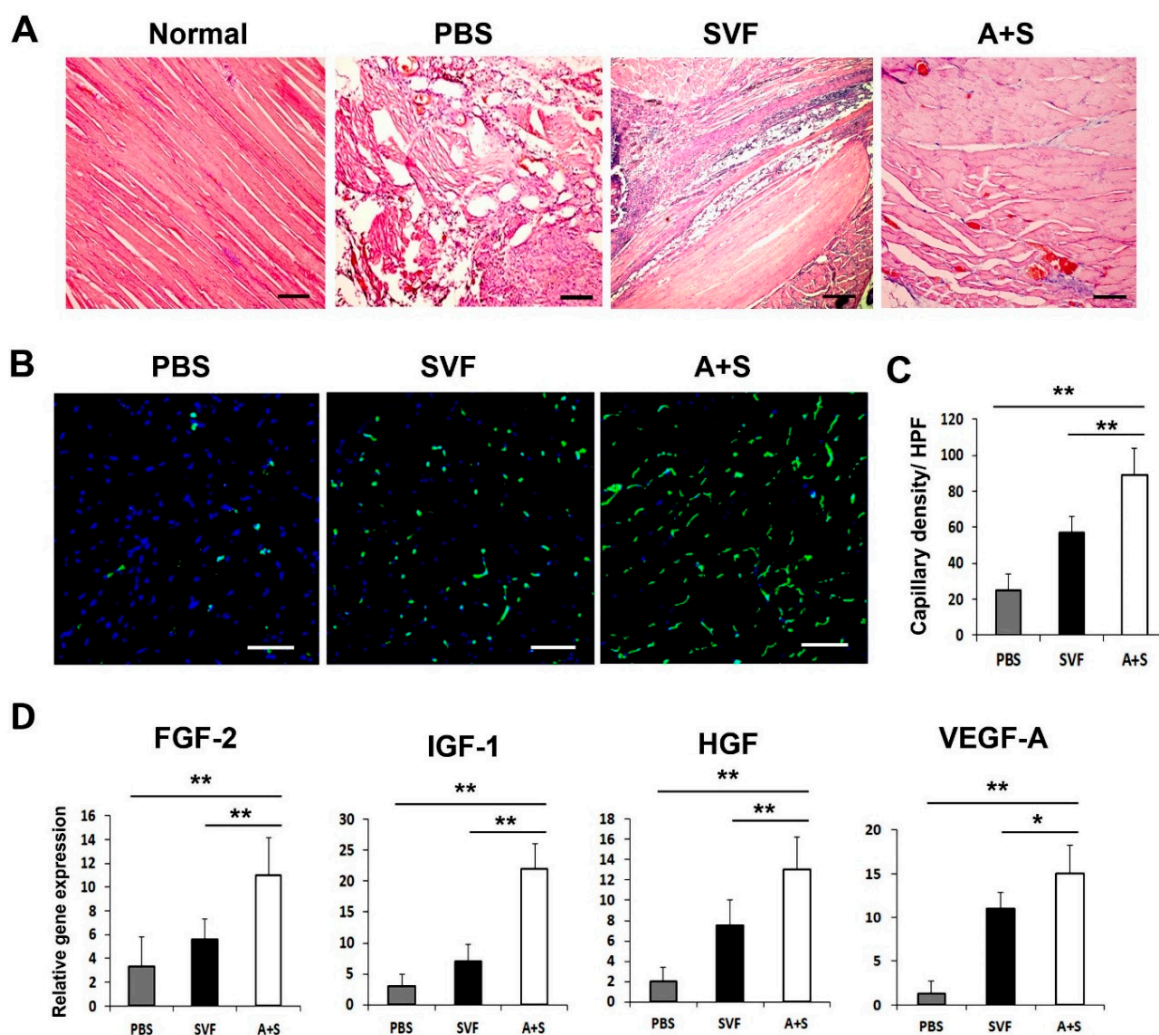 A
Normal PBS SVF A+S
B
PBS SVF A+S
C
** 
**
Capillary density/ HPF
120
100
80
60
40
20
0
PBS SVF A+S
D
FGF-2
**
**
Relative gene expression
16
14
12
10
8
6
4
2
0
PBS SVF A+S
IGF-1
**
**
30
25
20
15
10
5
0
PBS SVF A+S
HGF
**
**
18
16
14
12
10
8
6
4
2
0
PBS SVF A+S
VEGF-A
**
*
20
15
10
5
0
PBS SVF A+S